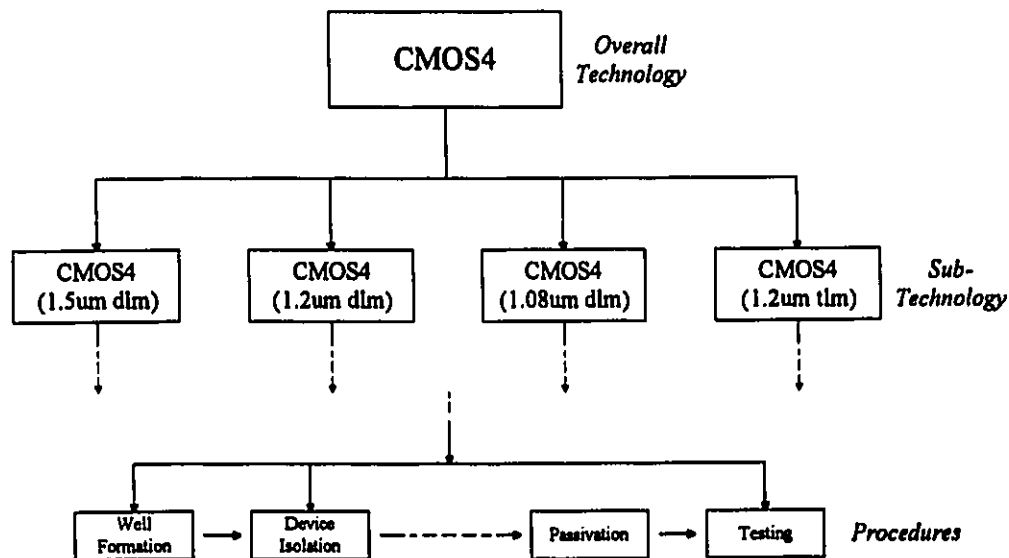 CMOS4
Overall
Technology
CMOS4
(1.5um dlm)
CMOS4
(1.2um dlm)
CMOS4
(1.08um dlm)
CMOS4
(1.2um tlm)
Sub-
Technology
Well
Formation
Device
Isolation
Passivation
Testing
Procedures